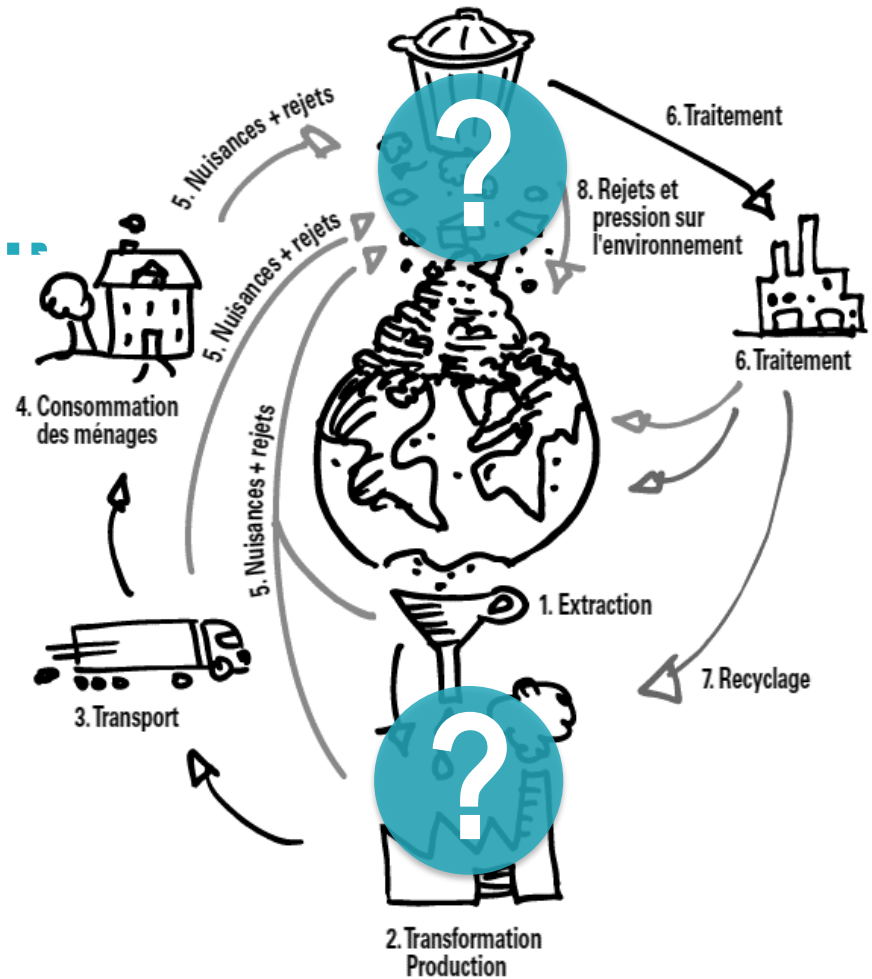 5. Nuisances + rejets
6. Traitement
?
8. Rejets et
pression sur
l'environnement
5. Nuisances + rejets
6. Traitement
4. Consommation
des ménages
5. Nuisances + rejets
1. Extraction
7. Recyclage
3. Transport
?
2. Transformation
Production